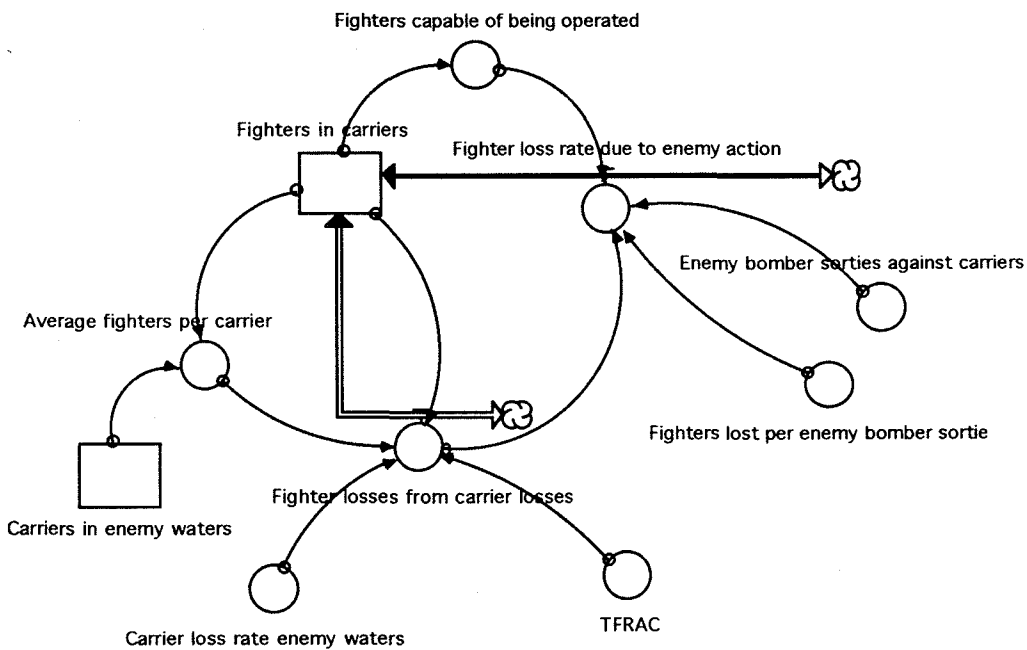 Fighters capable of being operated
Fighters in carriers
Fighter loss rate due to enemy action
Enemy bomber sorties against carriers
Average fighters per carrier
Fighters lost per enemy bomber sortie
Fighter losses from carrier losses
Carriers in enemy waters
TFRAC
Carrier loss rate enemy waters